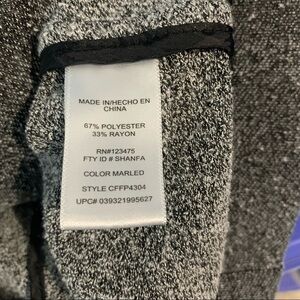 MADE IN/HECHO EN
CHINA
67% POLYESTER
33% RAYON
RN#123475
FTY ID # SHANFA
COLOR MARLED
STYLE CFFP4304
UPC# 039321995627